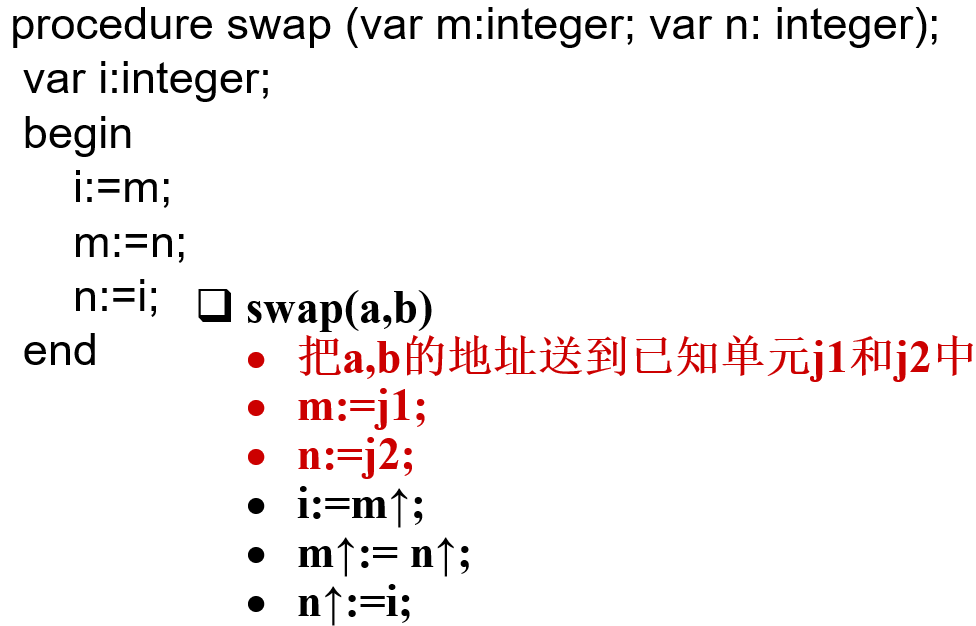 procedure swap (var m:integer; var n: integer);
var i:integer;
begin
i:=m;
m:=n;
n:=i;
end
❑ swap(a,b)
• 把a,b的地址送到已知单元j1和j2中
• m:=j1;
• n:=j2;
• i:=m↑;
• m↑:= n↑;
• n↑:=i;